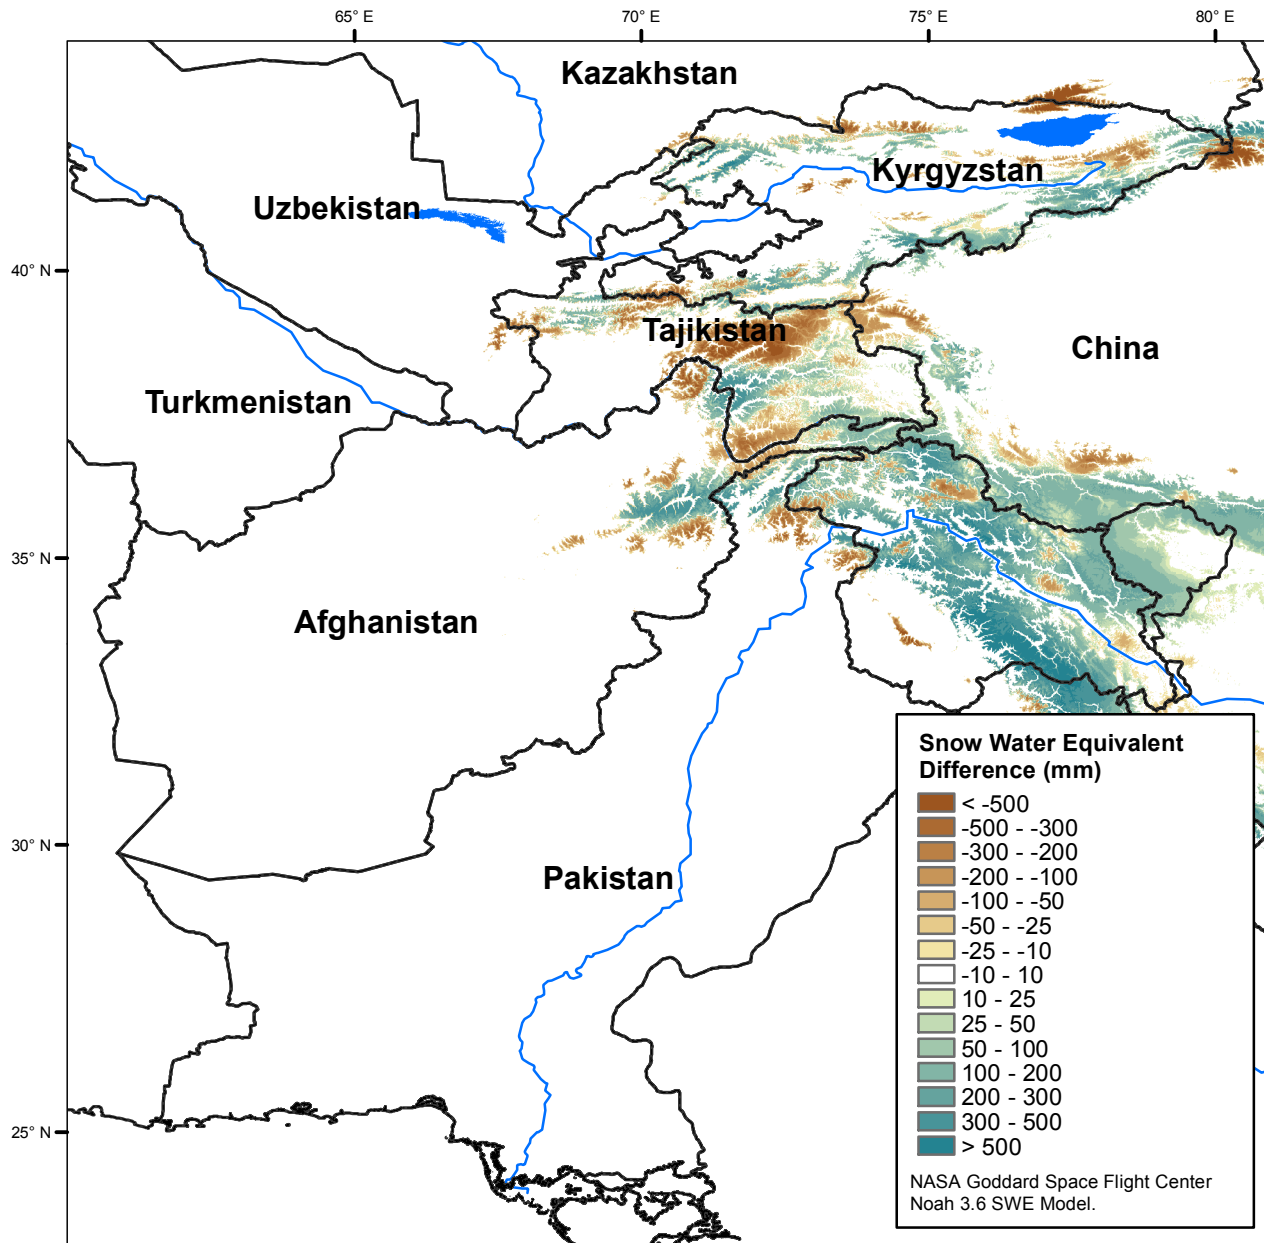 65° E
70° E
75° E
80° E
Kazakhstan
Kyrgyzstan
Uzbekistan
40° N
Tajikistan
China
Turkmenistan
35° N
Afghanistan
Snow Water Equivalent
Difference (mm)
< -500
-500 - -300
-300 - -200
-200 - -100
-100 - -50
-50 - -25
-25 - -10
-10 - 10
10 - 25
25 - 50
50 - 100
100 - 200
200 - 300
300 - 500
> 500
NASA Goddard Space Flight Center
Noah 3.6 SWE Model.
30° N
Pakistan
25° N